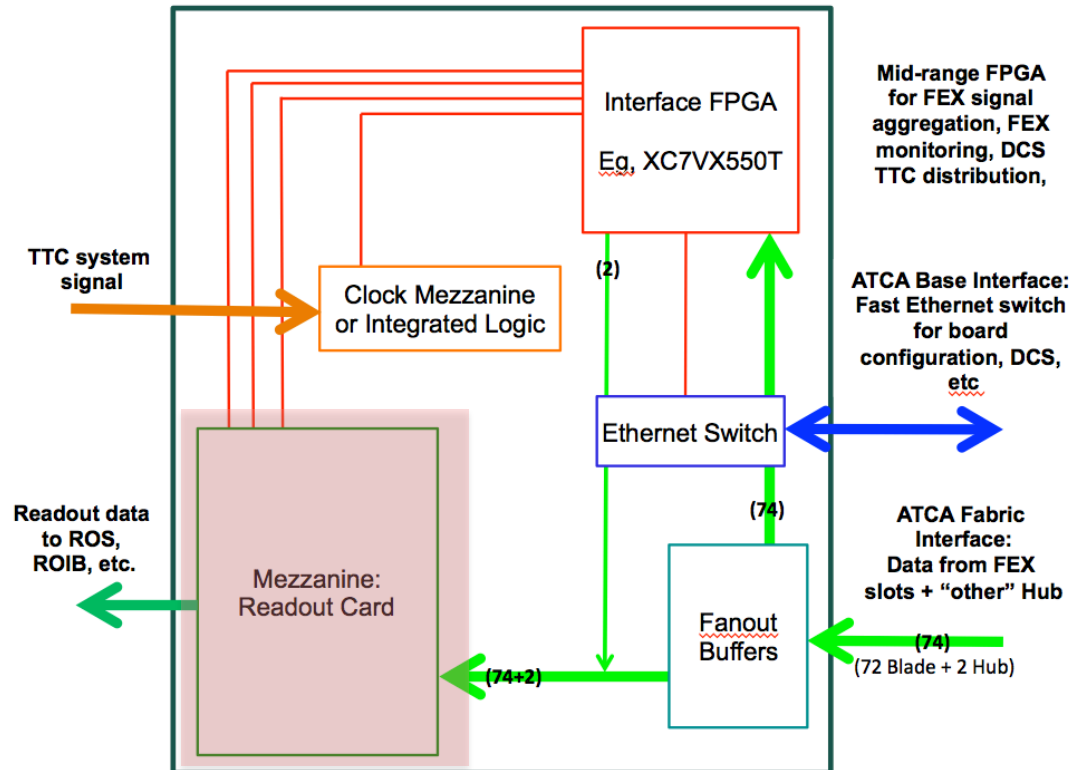 Interface FPGA
Eg, XC7VX550T
Mid-range FPGA
for FEX signal
aggregation, FEX
monitoring, DCS
TTC distribution,
TTC system
signal
Clock Mezzanine
or Integrated Logic
(2)
ATCA Base Interface:
Fast Ethernet switch
for board
configuration, DCS,
etc
Ethernet Switch
(74)
Readout data
to ROS,
ROIB, etc.
Mezzanine:
Readout Card
ATCA Fabric
Interface:
Data from FEX
slots + “other” Hub
Fanout
Buffers
(74)
(72 Blade + 2 Hub)
(74+2)